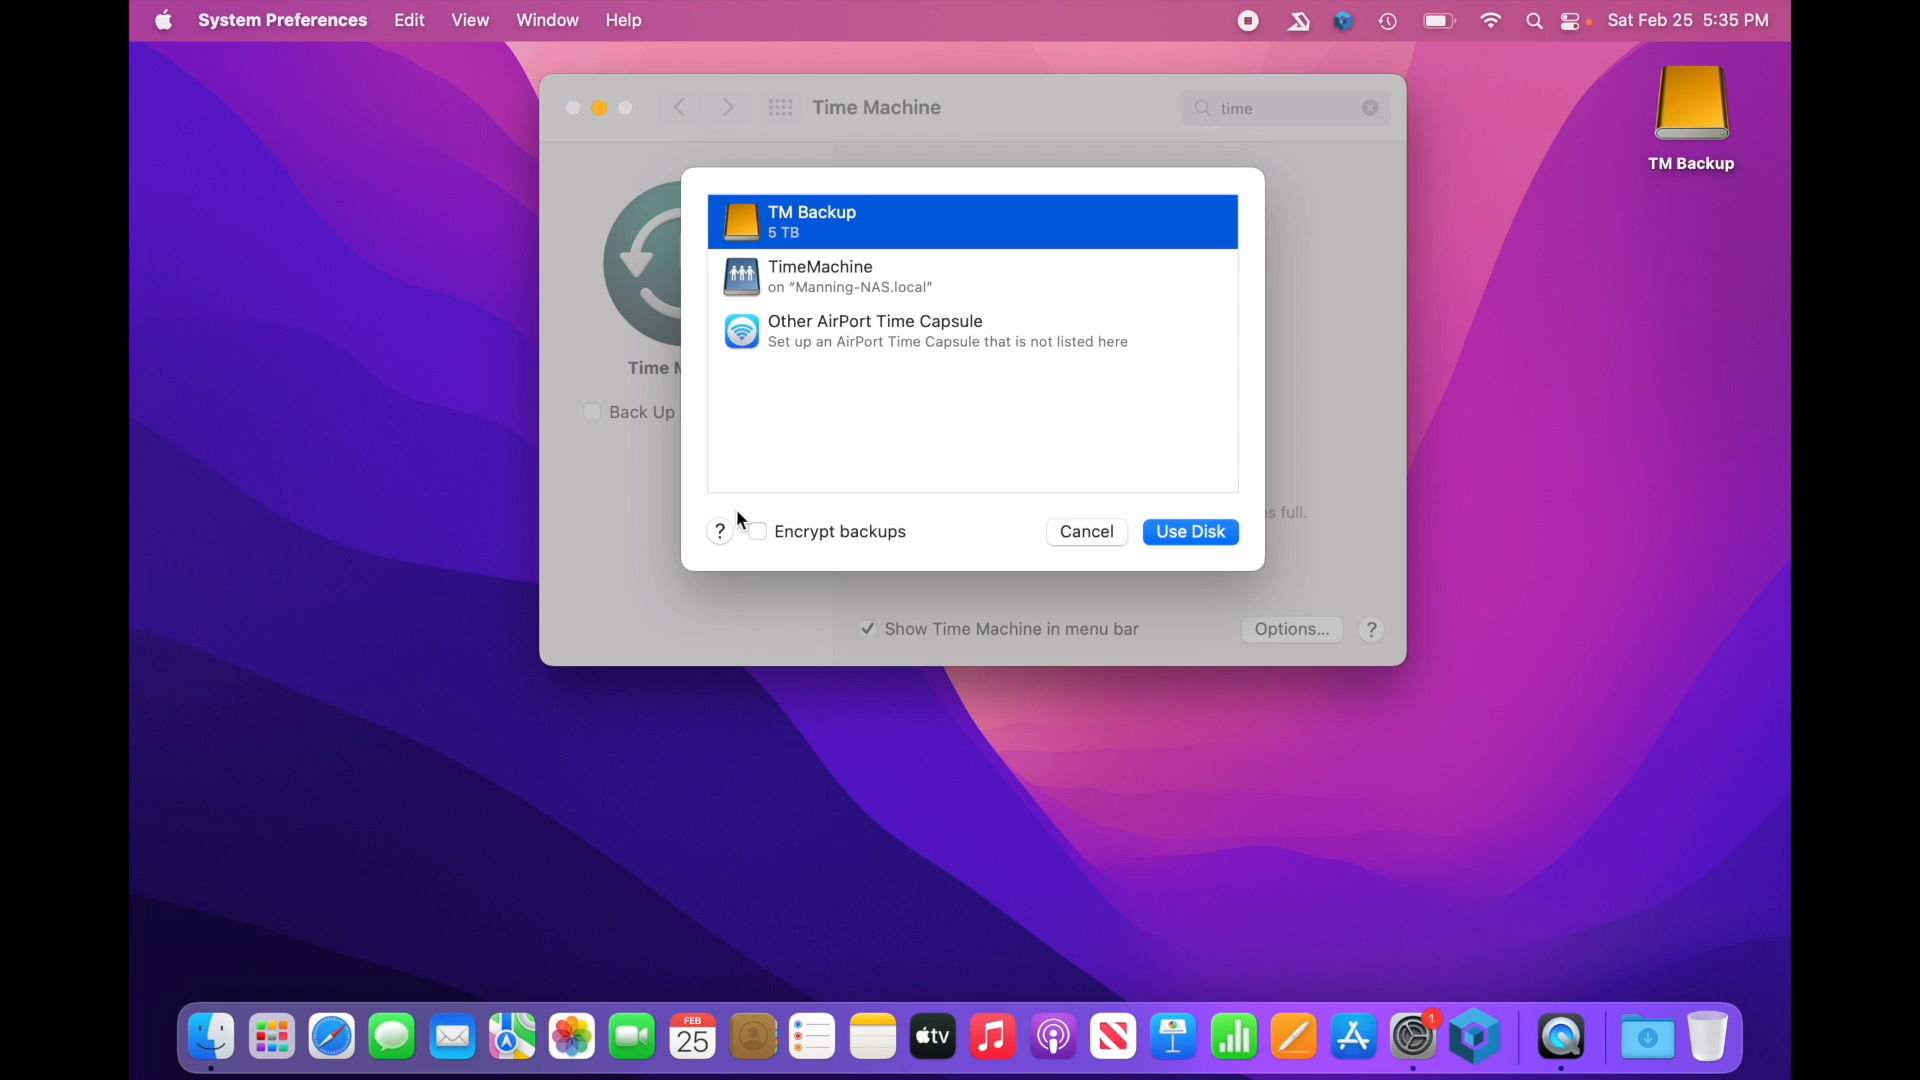 System Preferences Edit View Window Help Sat Feb 25 5:35 PM
Time Machine time
TM Backup
TM Backup
5 TB
TimeMachine
on "Manning-NAS.local"
Other AirPort Time Capsule
Set up an AirPort Time Capsule that is not listed here
Time M
Back Up
s full.
? Encrypt backups Cancel Use Disk
Show Time Machine in menu bar Options... ?
FEB
25
tv
1